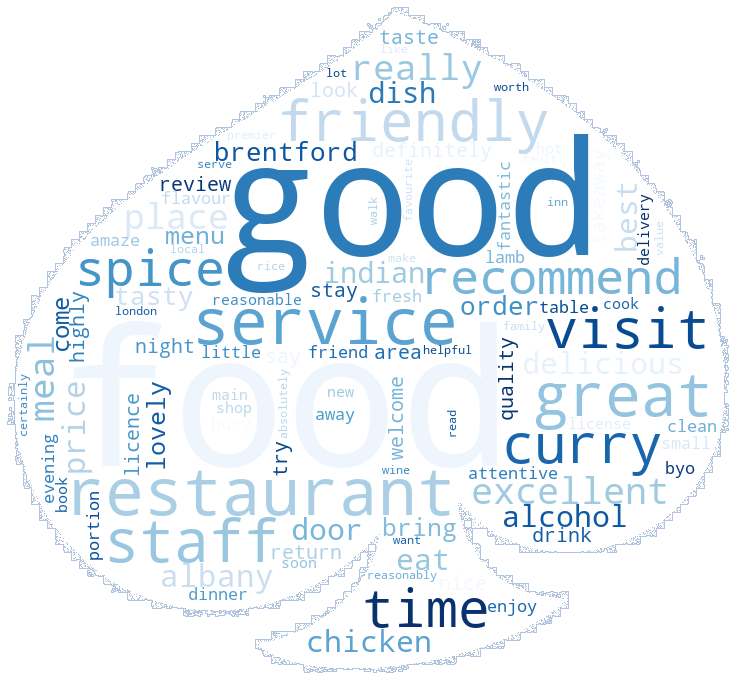 taste
like
lot
really
worth
look
dish
friendly
premier
brentford
definitely
hot
fault
serve
good
takeaway
review
flavour
favourite
fantastic
best
inn
walk
place
menu
delivery
value
amaze
local
make
spice
rice
indian
lamb
recommend
tasty
reasonable
stay
fresh
order
table
cook
london
come
highly
service
visit
family
night
little
say
friend
area
helpful
delicious
meal
quality
certainly
price
licence
lovely
main
shop
new
absolutely
welcome
great
food
busy
away
read
license
clean
small
curry
try
evening
book
wine
attentive
byo
restaurant
excellent
portion
staff
door
bring
alcohol
drink
want
return
soon
eat
albany
reasonably
nice
dinner
time
enjoy
chicken